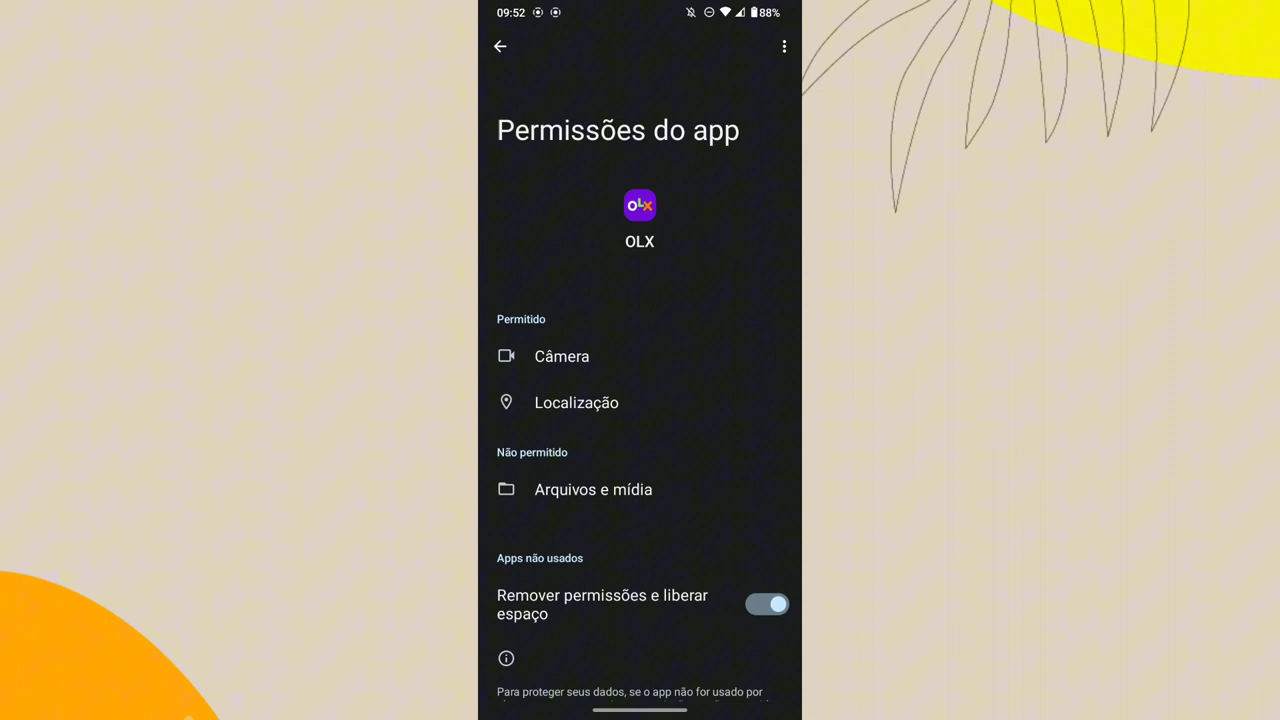 09:52
88%
Permissões do app
OLX
OLX
Permitido
Câmera
Localização
Não permitido
Arquivos e mídia
Apps não usados
Remover permissões e liberar
espaço
Para proteger seus dados, se o app não for usado por